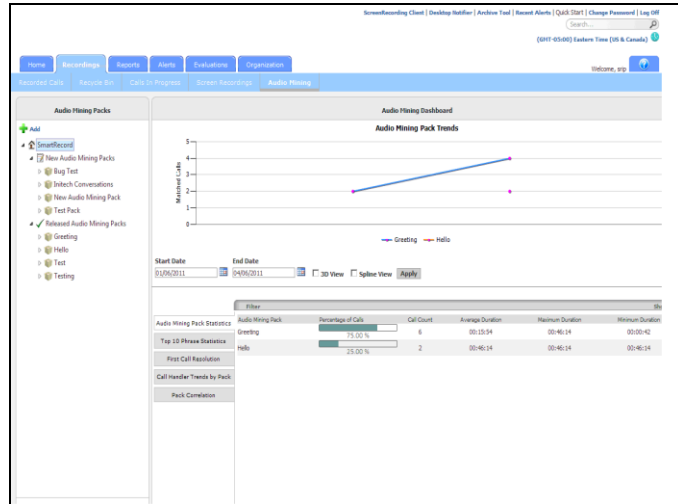 ScreenRecording Client | Desktop Notifier | Archive Tool | Recent Alerts | Quick Start | Change Password | Log Off
(Search...
(GMT-05:00) Eastern Time (US & Canada)
Home Recordings Reports Alerts Evaluations Organization
Welcome, arip
Recorded Calls Recycle Bin Calls In Progress Screen Recordings Audio Mining
Audio Mining Packs
Audio Mining Dashboard
Add
Audio Mining Pack Trends
SmartRecord
New Audio Mining Packs
Bug Test
Initech Conversations
New Audio Mining Pack
Test Pack
Released Audio Mining Packs
Greeting
Hello
Test
Testing
Matched Calls
5
4
3
2
1
0
Greeting Hello
Start Date End Date
01/06/2011 04/06/2011 3D View Spline View Apply
Filter Sho
Audio Mining Pack Percentage of Calls Call Count Average Duration Maximum Duration Minimum Duration
Greeting 75.00 % 6 00:15:54 00:46:14 00:00:42
Hello 25.00 % 2 00:46:14 00:46:14 00:46:14
Audio Mining Pack Statistics
Top 10 Phrase Statistics
First Call Resolution
Call Handler Trends by Pack
Pack Correlation